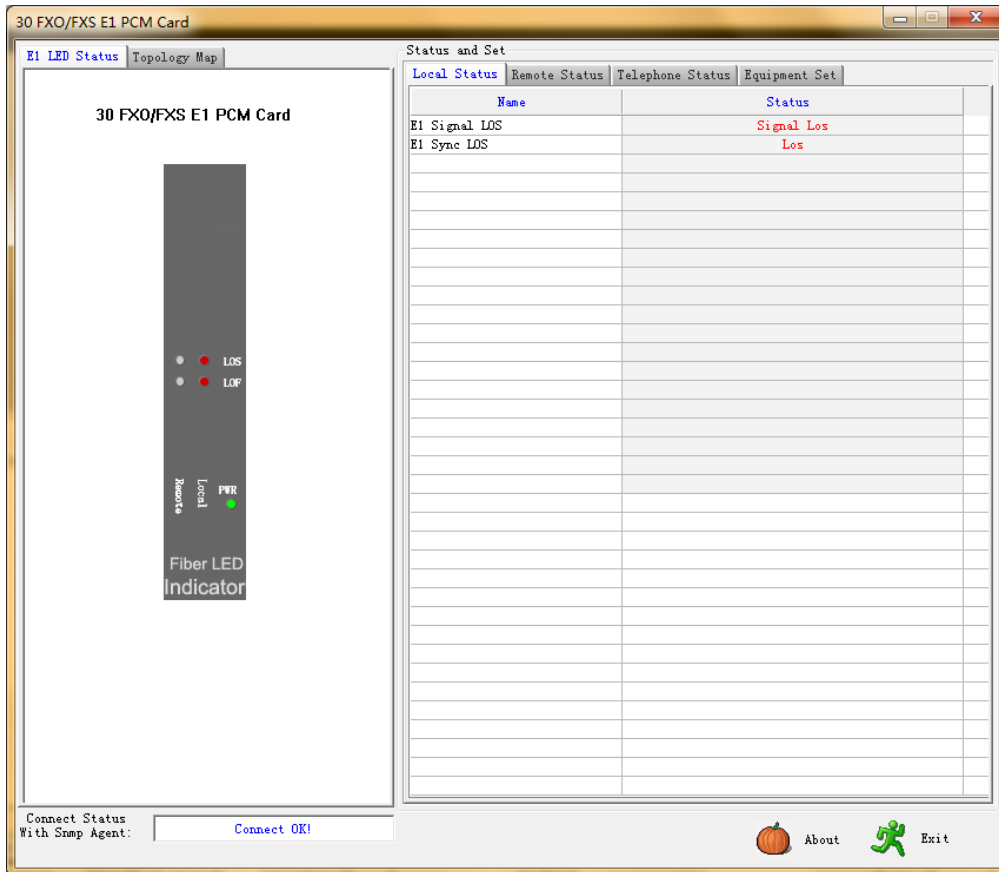 30 FXO/FXS E1 PCM Card
E1 LED Status
Topology Map
30 FXO/FXS E1 PCM Card
LOS
LOF
Remote
Local
PWR
Fiber LED
Indicator
Status and Set
Local Status
Remote Status
Telephone Status
Equipment Set
Name Status
E1 Signal LOS Signal Los
E1 Sync LOS Los
Connect Status
With Snmp Agent:
Connect OK!
About
Exit